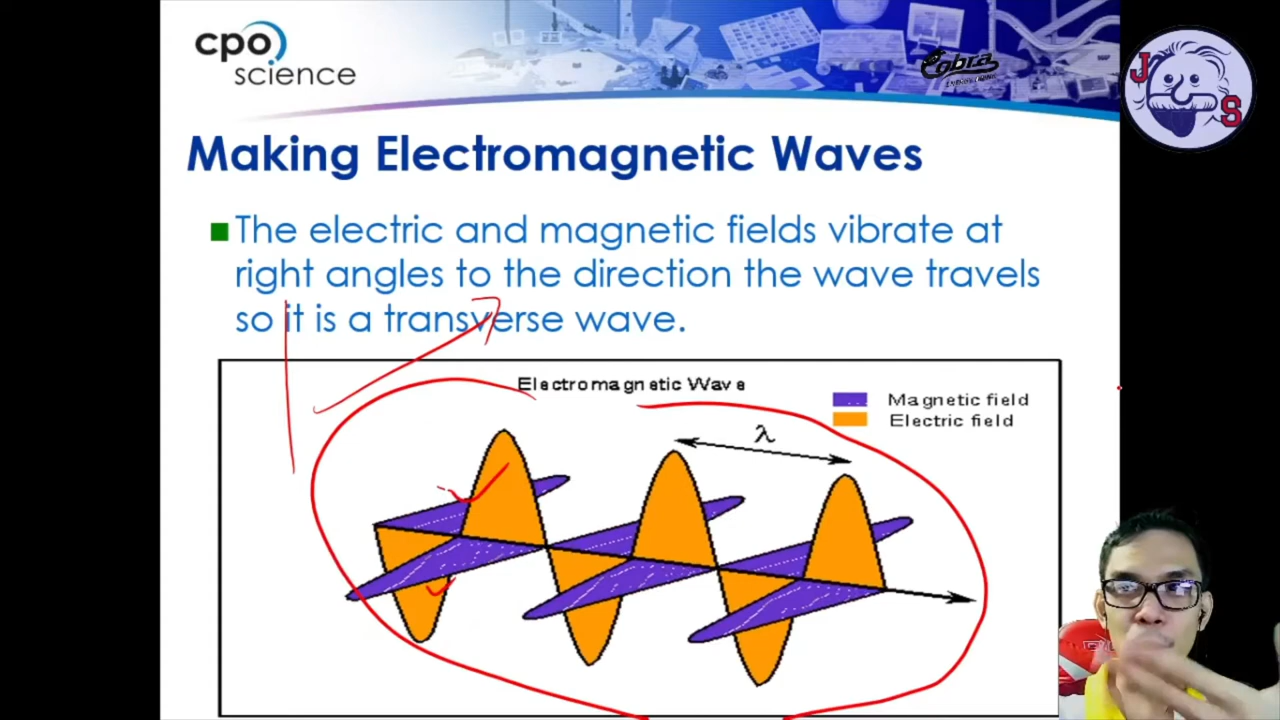 cpo
science
Cobra
J
S
Making Electromagnetic Waves
The electric and magnetic fields vibrate at
right angles to the direction the wave travels
so it is a transverse wave.
Electromagnetic Wave
Magnetic field
Electric field
λ